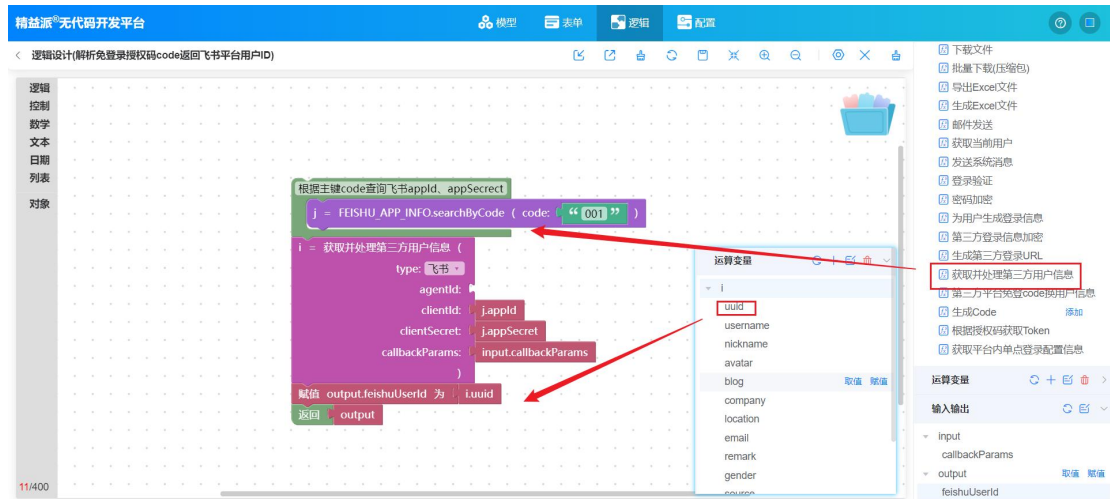 精益派®无代码开发平台
模型
表单
逻辑
配置
逻辑设计(解析免登录授权码code返回飞书平台用户ID)
逻辑
控制
数学
文本
日期
列表
对象
根据主键code查询飞书appId、appSecrect
j = FEISHU_APP_INFO.searchByCode ( code: “ 001 ” )
i = 获取并处理第三方用户信息 (
type: 飞书
agentId:
clientId: j.appId
clientSecret: j.appSecret
callbackParams: input.callbackParams
)
赋值 output.feishuUserId 为 i.uuid
返回 output
11/400
运算变量
i
uuid
username
nickname
avatar
blog 取值 赋值
company
location
email
remark
gender
source
下载文件
批量下载(压缩包)
导出Excel文件
生成Excel文件
邮件发送
获取当前用户
发送系统消息
登录验证
密码加密
为用户生成登录信息
第三方登录信息加密
生成第三方登录URL
获取并处理第三方用户信息
第三方平台免登code换用户信息
生成Code 添加
根据授权码获取Token
获取平台内单点登录配置信息
运算变量
输入输出
input
callbackParams
output 取值 赋值
feishuUserId